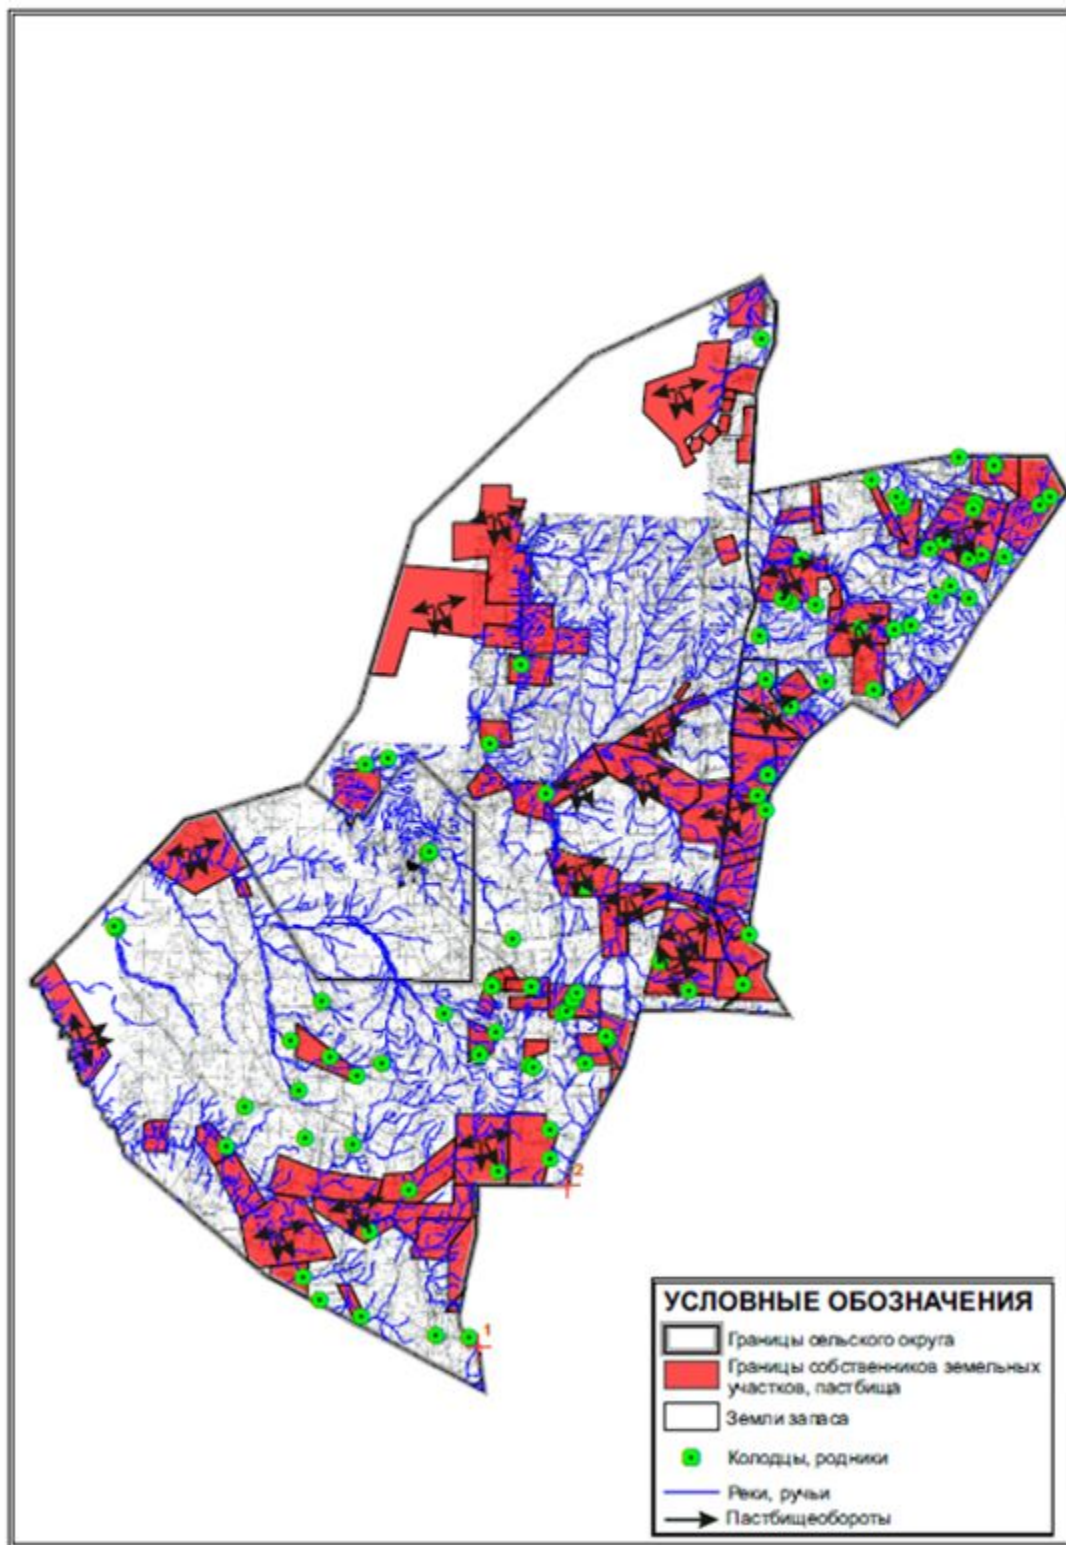 2
1
УСЛОВНЫЕ ОБОЗНАЧЕНИЯ
Границы сельского округа
Границы собственников земельных
участков, пастбища
Земли запаса
Колодцы, родники
Реки, ручьи
Пастбищеобороты